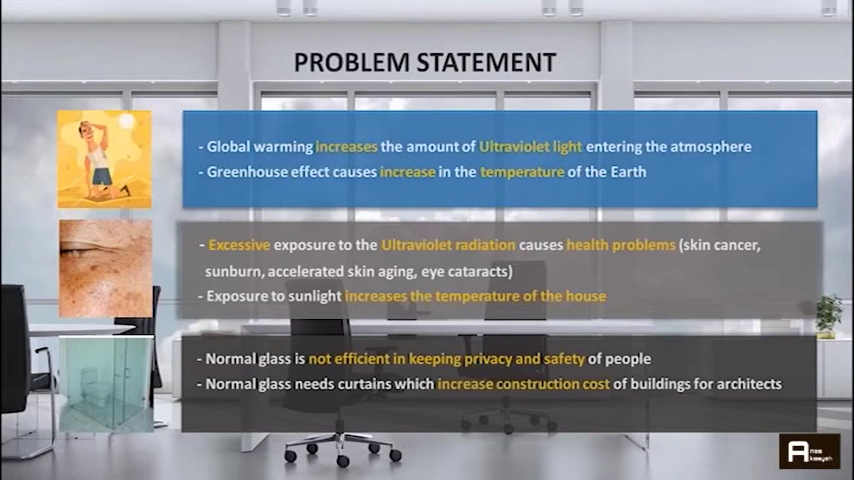 PROBLEM STATEMENT
- Global warming increases the amount of Ultraviolet light entering the atmosphere
- Greenhouse effect causes increase in the temperature of the Earth
- Excessive exposure to the Ultraviolet radiation causes health problems (skin cancer,
sunburn, accelerated skin aging, eye cataracts)
- Exposure to sunlight increases the temperature of the house
- Normal glass is not efficient in keeping privacy and safety of people
- Normal glass needs curtains which increase construction cost of buildings for architects